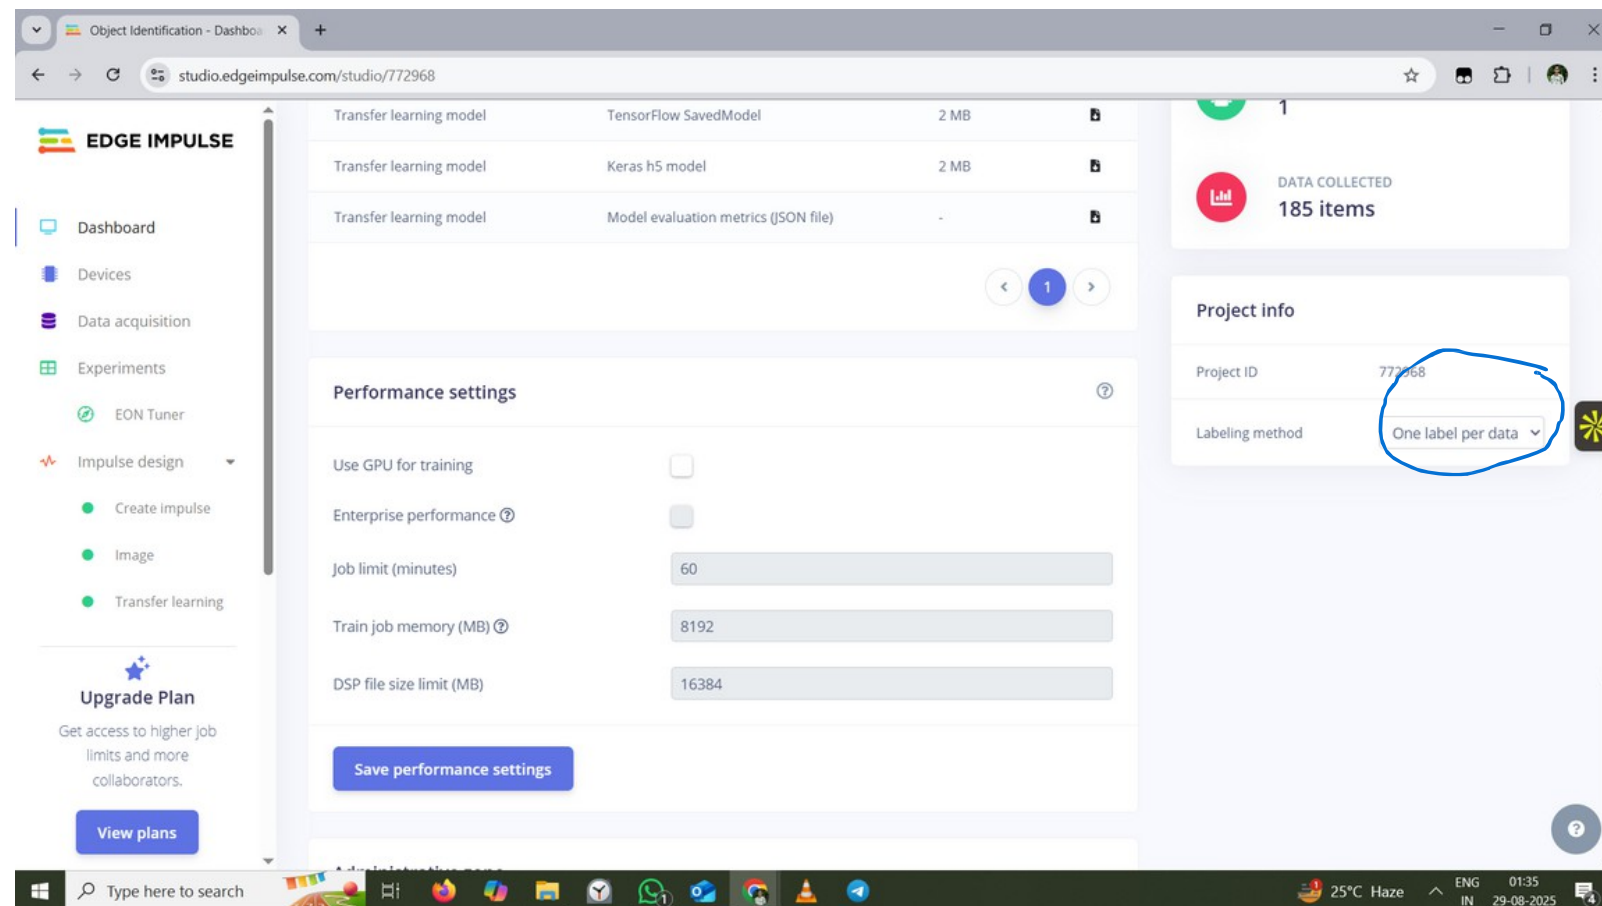 Object Identification - Dashboa
studio.edgeimpulse.com/studio/772968
EDGE IMPULSE
Dashboard
Devices
Data acquisition
Experiments
EON Tuner
Impulse design
Create impulse
Image
Transfer learning
Upgrade Plan
Get access to higher job
limits and more
collaborators.
View plans
Transfer learning model TensorFlow SavedModel 2 MB
Transfer learning model Keras h5 model 2 MB
Transfer learning model Model evaluation metrics (JSON file) -
1
Performance settings
Use GPU for training
Enterprise performance
Job limit (minutes) 60
Train job memory (MB) 8192
DSP file size limit (MB) 16384
Save performance settings
1
DATA COLLECTED
185 items
Project info
Project ID 772968
Labeling method One label per data
Type here to search
1
25°C Haze
ENG
IN
01:35
29-08-2025
4